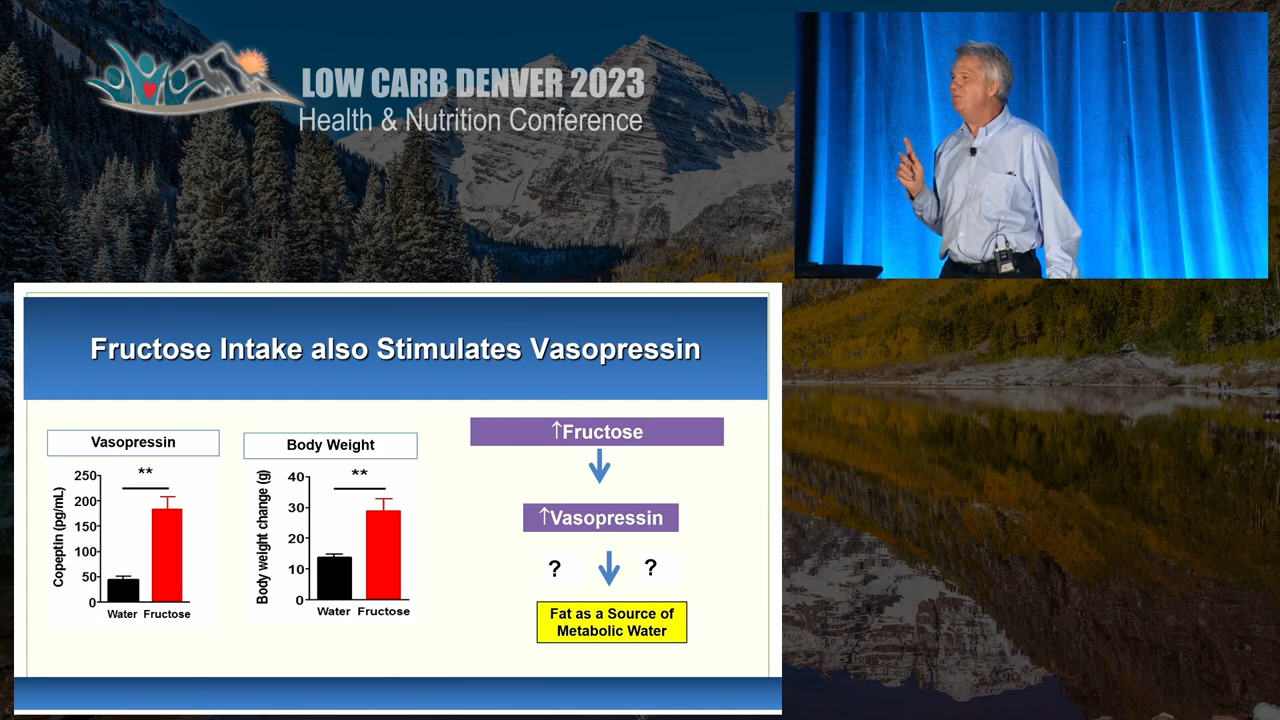 LOW CARB DENVER 2023
Health & Nutrition Conference
Fructose Intake also Stimulates Vasopressin
Vasopressin
**
Copeptin (pg/mL)
250
200
150
100
50
0
Water Fructose
Body Weight
**
Body weight change (g)
40
30
20
10
0
Water Fructose
↑Fructose
↑Vasopressin
? ?
Fat as a Source of
Metabolic Water